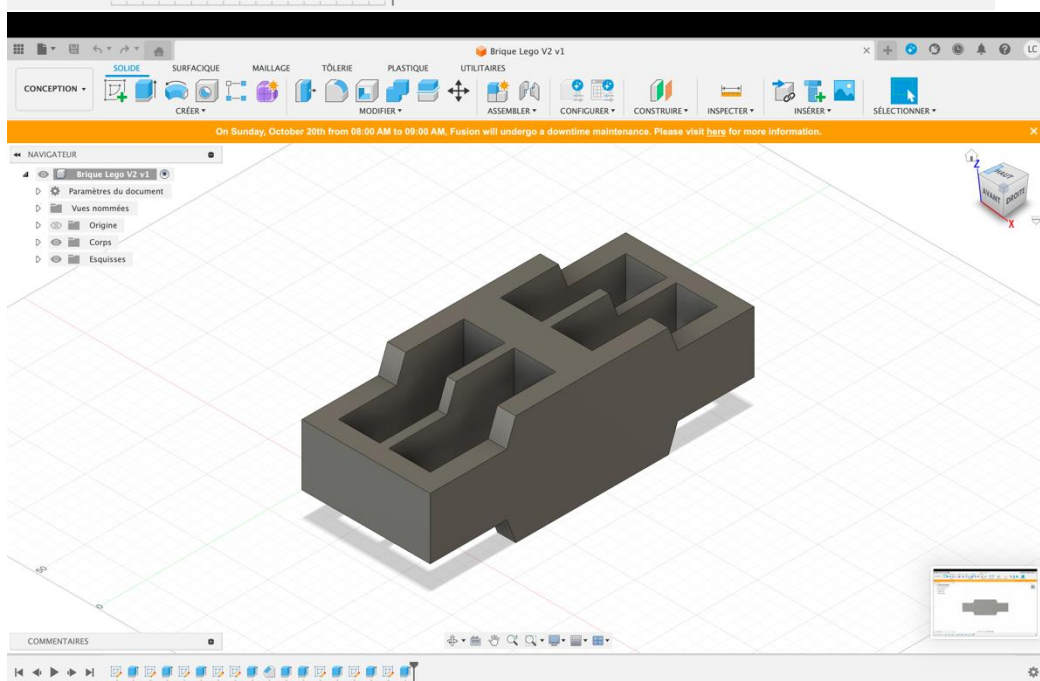 Brique Lego V2 v1
LC
SOLIDE SURFACIQUE MAILLAGE TÔLERIE PLASTIQUE UTILITAIRES
CONCEPTION
CRÉER MODIFIER ASSEMBLER CONFIGURER CONSTRUIRE INSPECTER INSÉRER SÉLECTIONNER
On Sunday, October 20th from 08:00 AM to 09:00 AM, Fusion will undergo a downtime maintenance. Please visit here for more information.
NAVIGATEUR
Brique Lego V2 v1
Paramètres du document
Vues nommées
Origine
Corps
Esquisses
Z
HAUT
AVANT DROITE
X
50
0
COMMENTAIRES